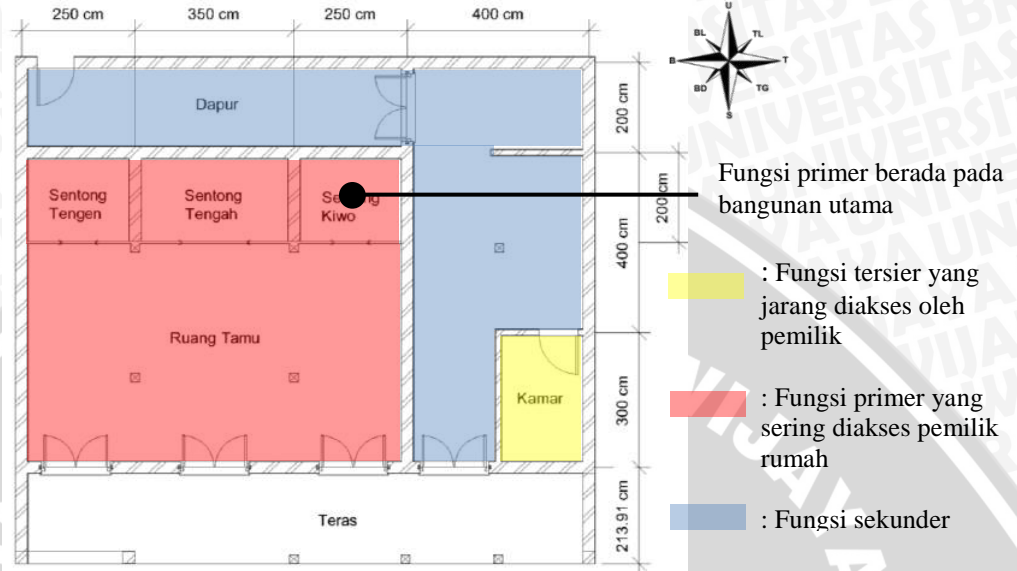 250 cm 350 cm 250 cm 400 cm
U
BL TL
B T
BD TG
S
Dapur
200 cm
Sentong Tengen
Sentong Tengah
Kiwo
200 cm
400 cm
Fungsi primer berada pada
bangunan utama
: Fungsi tersier yang
jarang diakses oleh
pemilik
Ruang Tamu
Kamar
300 cm
: Fungsi primer yang
sering diakses pemilik
rumah
Teras
213.91 cm
: Fungsi sekunder